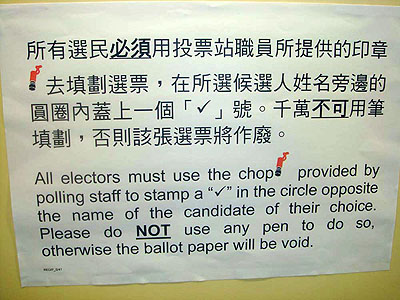 所有選民必須用投票站職員所提供的印章
去填劃選票，在所選候選人姓名旁邊的
圓圈內蓋上一個「✓」號。千萬不可用筆
填劃，否則該張選票將作廢。
All electors must use the chop provided by
polling staff to stamp a “✓” in the circle opposite
the name of the candidate of their choice.
Please do NOT use any pen to do so,
otherwise the ballot paper will be void.